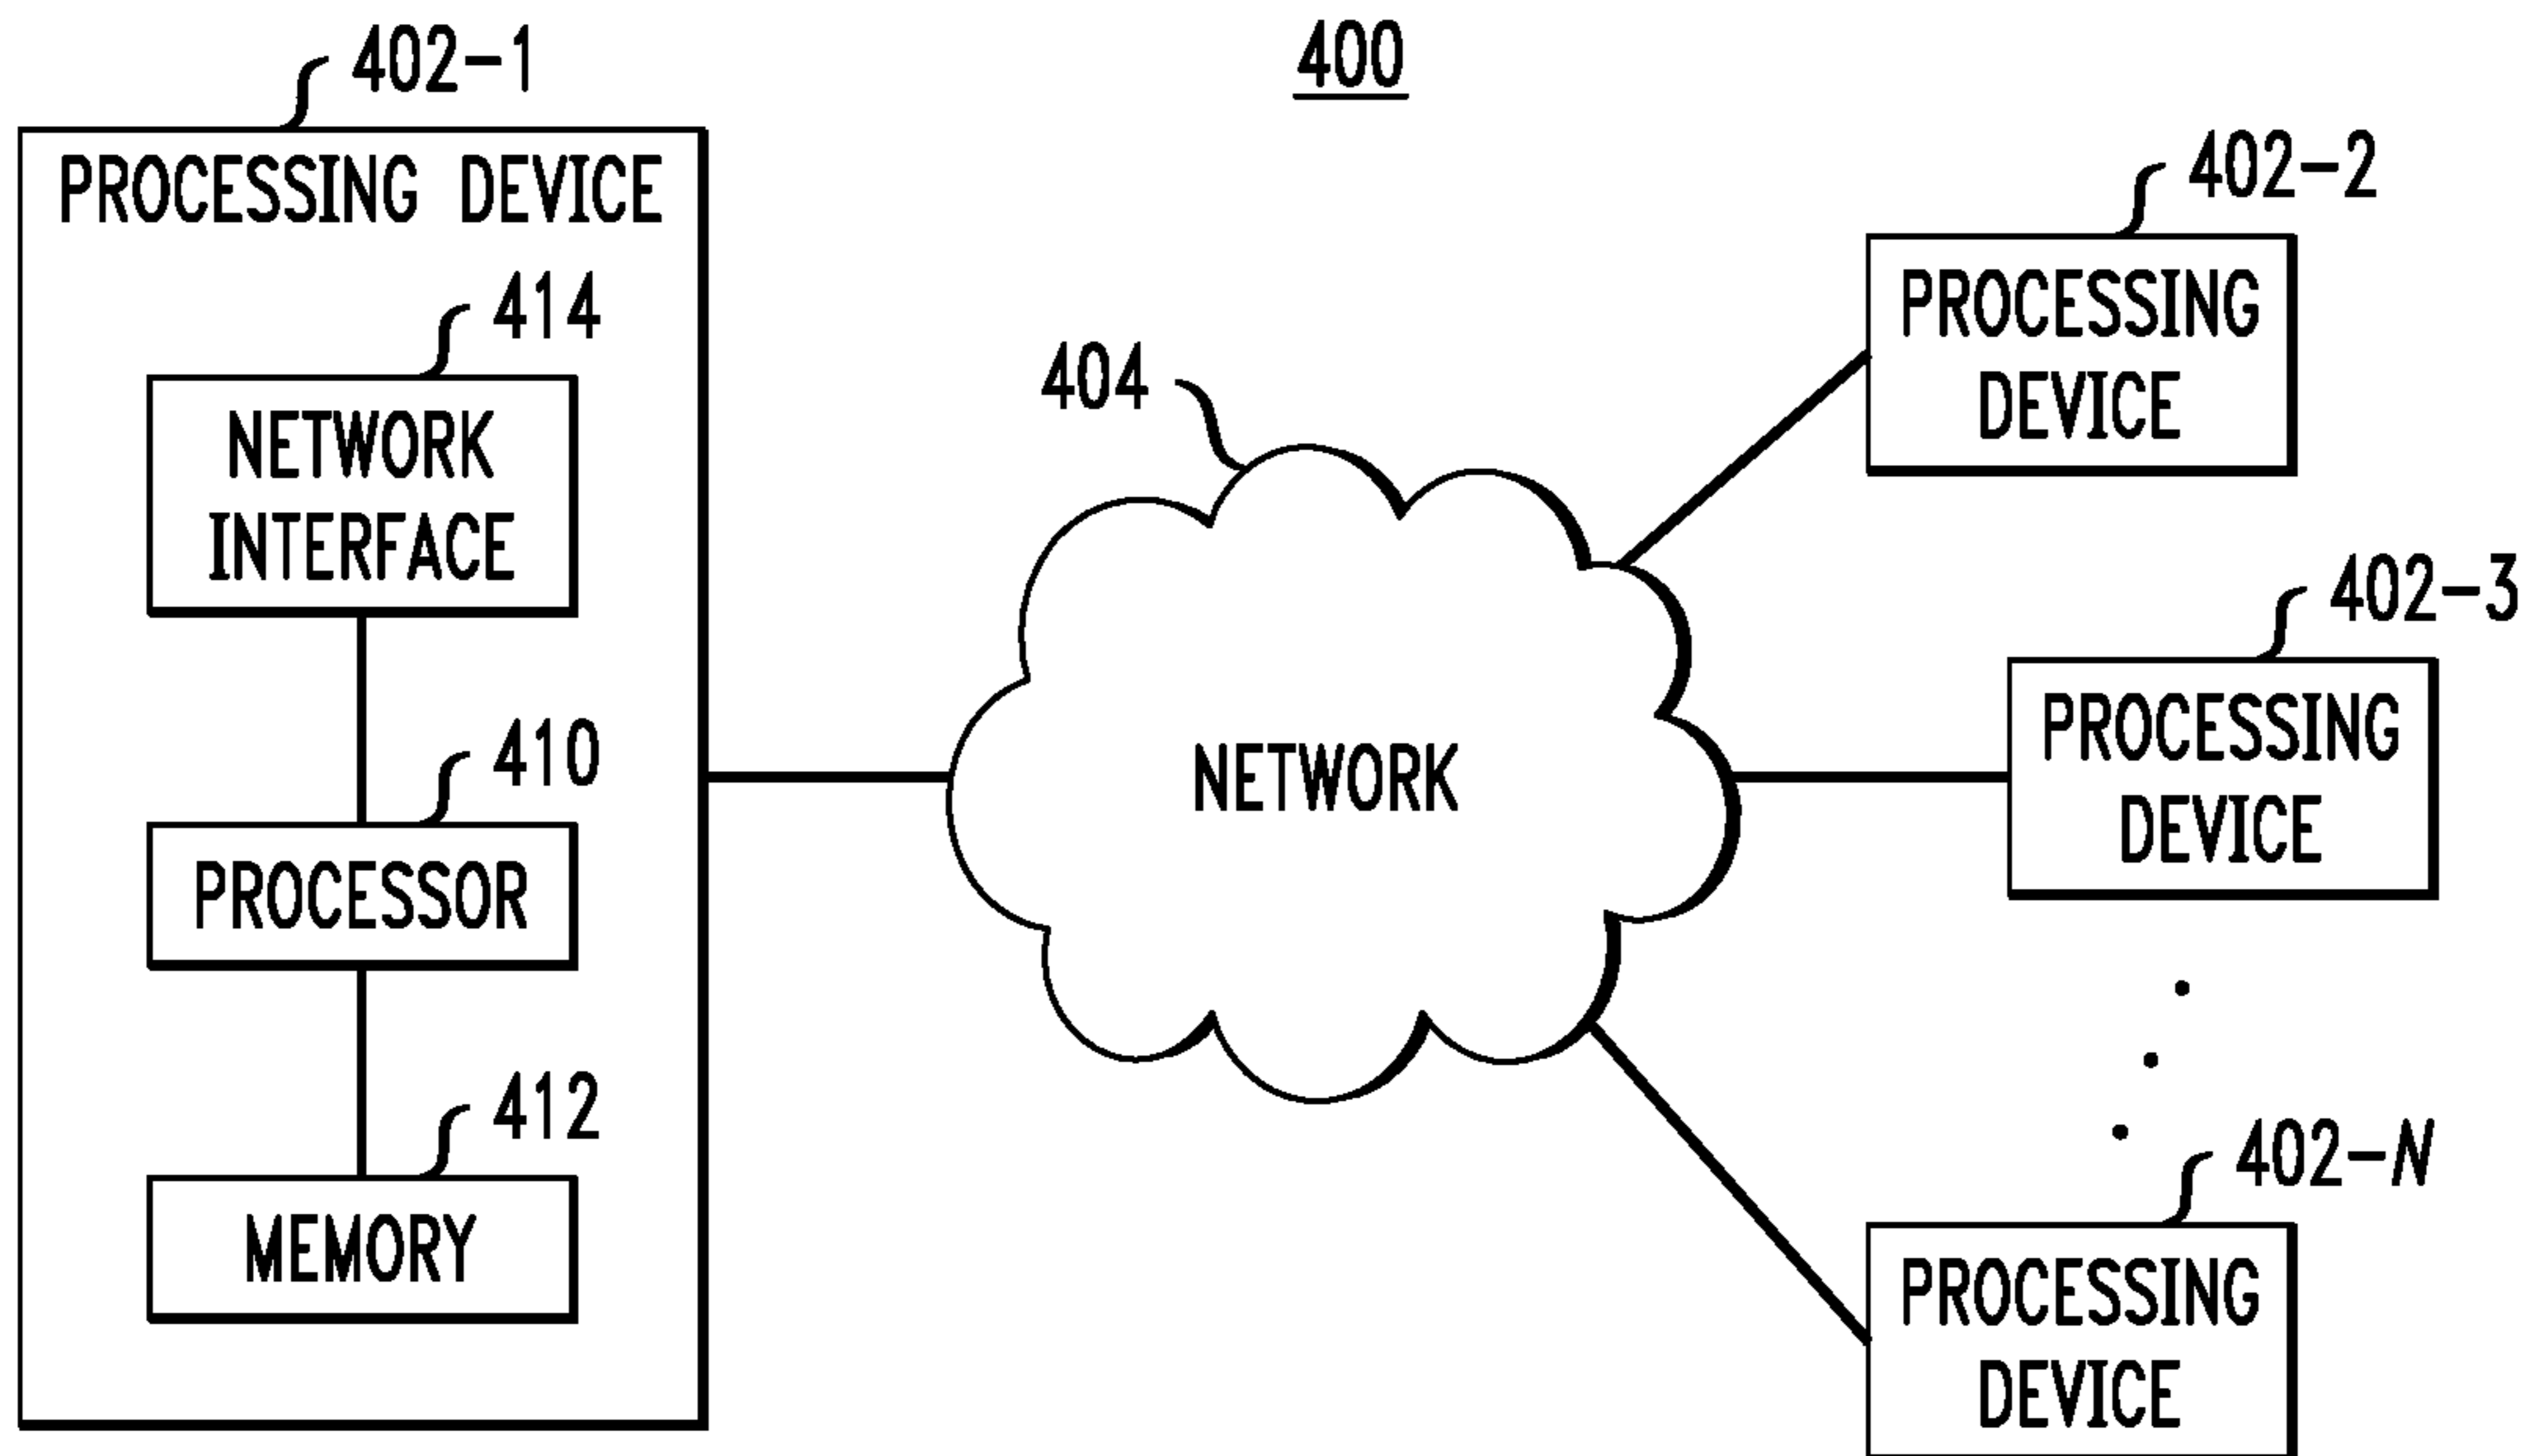 400
402-1
PROCESSING DEVICE
414
NETWORK
INTERFACE
410
PROCESSOR
412
MEMORY
404
NETWORK
402-2
PROCESSING
DEVICE
402-3
PROCESSING
DEVICE
402-N
PROCESSING
DEVICE